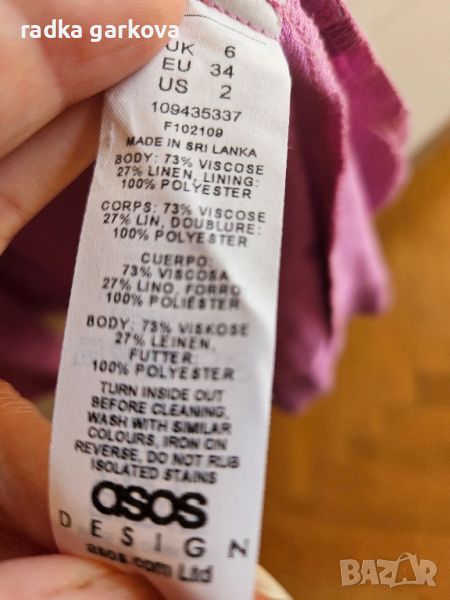 radka garkova
UK 6
EU 34
US 2
109435337
F102109
MADE IN SRI LANKA
BODY: 73% VISCOSE
27% LINEN, LINING:
100% POLYESTER
CORPS: 73% VISCOSE
27% LIN, DOUBLURE:
100% POLYESTER
CUERPO:
73% VISCOSA
27% LINO, FORRO
100% POLIÉSTER
BODY: 73% VISKOSE
27% LEINEN,
FUTTER:
100% POLYESTER
TURN INSIDE OUT
BEFORE CLEANING,
WASH WITH SIMILAR
COLOURS, IRON ON
REVERSE, DO NOT RUB
ISOLATED STAINS
asos
DESIGN
asos.com Ltd
BAZAR.BG